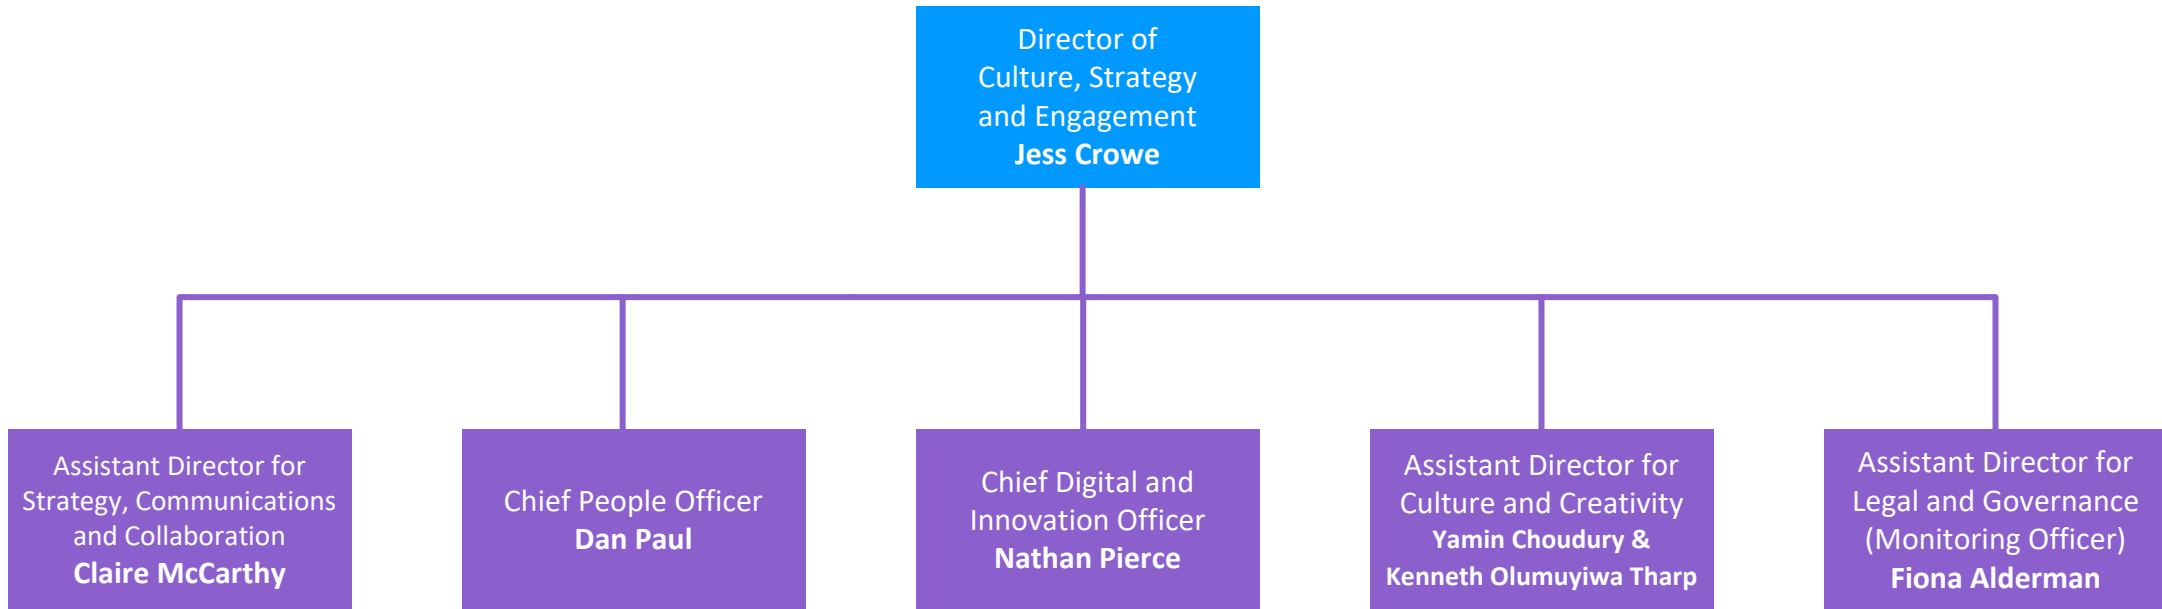 Director of
Culture, Strategy
and Engagement
Jess Crowe
Assistant Director for
Strategy, Communications
and Collaboration
Claire McCarthy
Chief People Officer
Dan Paul
Chief Digital and
Innovation Officer
Nathan Pierce
Assistant Director for
Culture and Creativity
Yamin Choudury &
Kenneth Olumuyiwa Tharp
Assistant Director for
Legal and Governance
(Monitoring Officer)
Fiona Alderman